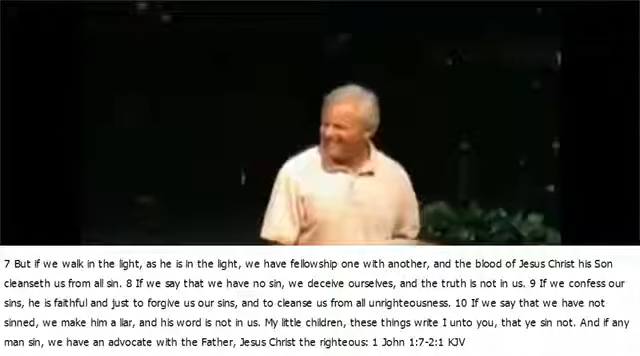 7 But if we walk in the light, as he is in the light, we have fellowship one with another, and the blood of Jesus Christ his Son
cleanseth us from all sin. 8 If we say that we have no sin, we deceive ourselves, and the truth is not in us. 9 If we confess our
sins, he is faithful and just to forgive us our sins, and to cleanse us from all unrighteousness. 10 If we say that we have not
sinned, we make him a liar, and his word is not in us. My little children, these things write I unto you, that ye sin not. And if any
man sin, we have an advocate with the Father, Jesus Christ the righteous: 1 John 1:7-2:1 KJV